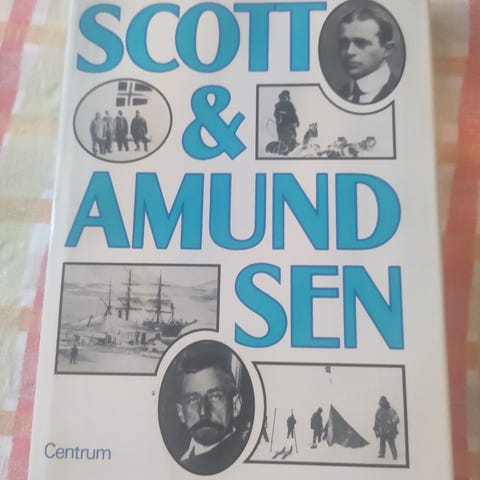 SCOTT
&
AMUND
SEN
Centrum